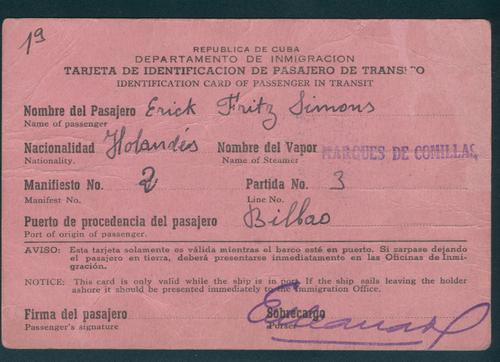 19
REPUBLICA DE CUBA
DEPARTAMENTO DE INMIGRACION
TARJETA DE IDENTIFICACION DE PASAJERO DE TRANSITO
IDENTIFICATION CARD OF PASSENGER IN TRANSIT
Nombre del Pasajero Erick Fritz Simons
Name of passenger
Nacionalidad Holandés Nombre del Vapor MARQUES DE COMILLAS
Nationality. Name of Steamer
Manifiesto No. 2 Partida No. 3
Manifest No. Line No.
Puerto de procedencia del pasajero Bilbao
Port of origin of passenger.
AVISO: Esta tarjeta solamente es válida mientras el barco esté en puerto. Si zarpase dejando
el pasajero en tierra, deberá presentarse inmediatamente en las Oficinas de Inmi-
gración.
NOTICE: This card is only valid while the ship is in port. If the ship sails leaving the holder
ashore it should be presented immediately to the Immigration Office.
Firma del pasajero Sobrecargo
Passenger's signature Purser